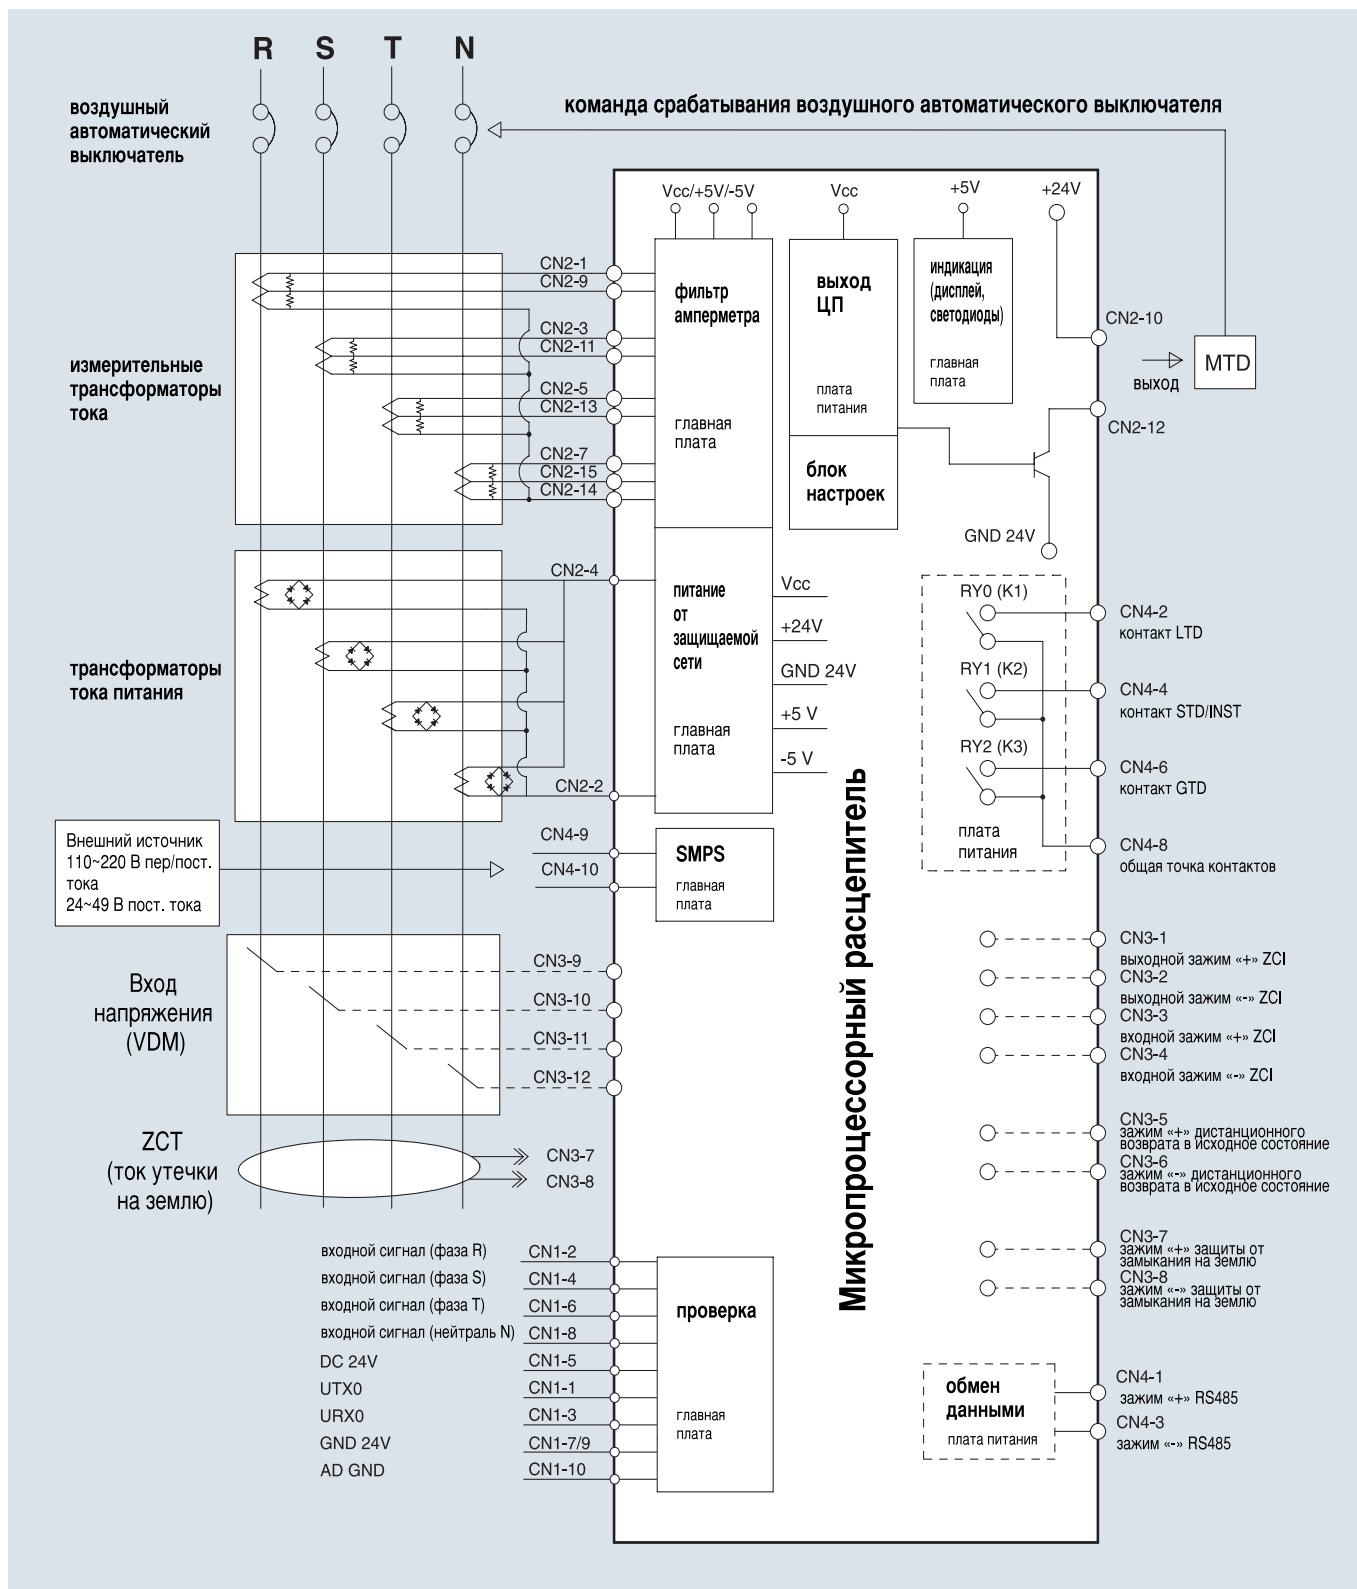 R S T N
воздушный
автоматический
выключатель
команда срабатывания воздушного автоматического выключателя
Vcc/+5V/-5V
Vcc
+5V
+24V
измерительные
трансформаторы
тока
CN2-1
CN2-9
CN2-3
CN2-11
CN2-5
CN2-13
CN2-7
CN2-15
CN2-14
фильтр
амперметра
главная
плата
выход
ЦП
плата
питания
блок
настроек
индикация
(дисплей,
светодиоды)
главная
плата
CN2-10
выход
MTD
CN2-12
GND 24V
трансформаторы
тока питания
CN2-4
CN2-2
питание
от
защищаемой
сети
главная
плата
Vcc
+24V
GND 24V
+5 V
-5 V
RY0 (K1)
RY1 (K2)
RY2 (K3)
плата
питания
CN4-2
контакт LTD
CN4-4
контакт STD/INST
CN4-6
контакт GTD
CN4-8
общая точка контактов
Внешний источник
110~220 В пер/пост.
тока
24~49 В пост. тока
CN4-9
CN4-10
SMPS
главная
плата
Микропроцессорный расцепитель
Вход
напряжения
(VDM)
CN3-9
CN3-10
CN3-11
CN3-12
CN3-1
выходной зажим «+» ZCI
CN3-2
выходной зажим «-» ZCI
CN3-3
входной зажим «+» ZCI
CN3-4
входной зажим «-» ZCI
CN3-5
зажим «+» дистанционного
возврата в исходное состояние
CN3-6
зажим «-» дистанционного
возврата в исходное состояние
CN3-7
зажим «+» защиты от
замыкания на землю
CN3-8
зажим «-» защиты от
замыкания на землю
ZCT
(ток утечки
на землю)
CN3-7
CN3-8
входной сигнал (фаза R) CN1-2
входной сигнал (фаза S) CN1-4
входной сигнал (фаза T) CN1-6
входной сигнал (нейтраль N) CN1-8
DC 24V CN1-5
UTX0 CN1-1
URX0 CN1-3
GND 24V CN1-7/9
AD GND CN1-10
проверка
главная
плата
обмен
данными
плата питания
CN4-1
зажим «+» RS485
CN4-3
зажим «-» RS485